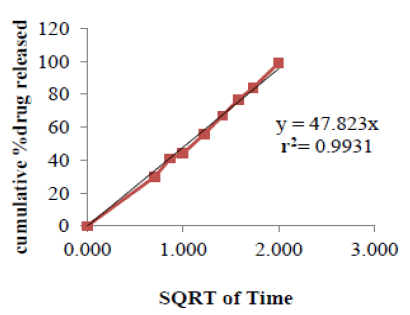 cumulative %drug released
120
100
80
60
40
20
0
y = 47.823x
r²= 0.9931
0.000 1.000 2.000 3.000
SQRT of Time